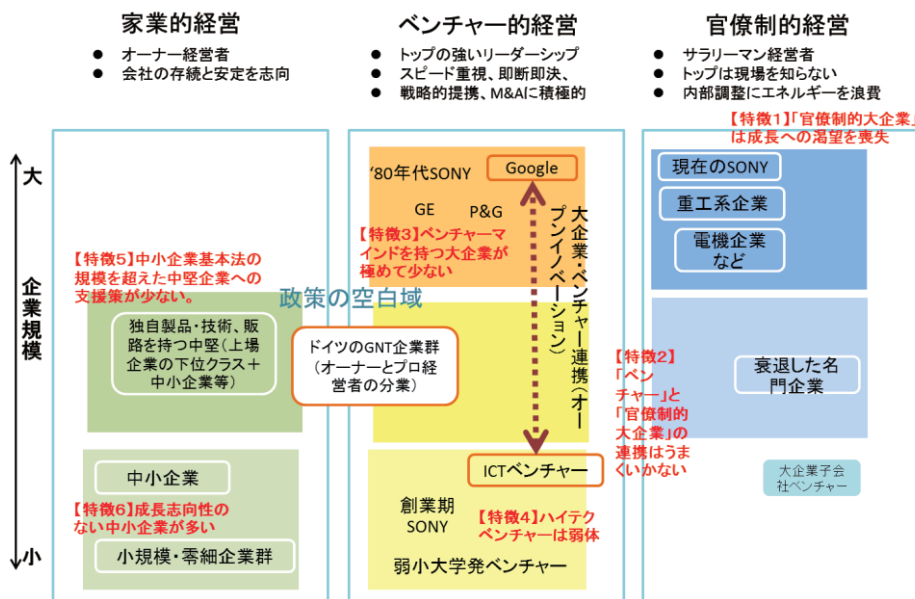 家業的経営
● オーナー経営者
● 会社の存続と安定を志向
ベンチャー的経営
● トップの強いリーダーシップ
● スピード重視、即断即決、
● 戦略的提携、M&Aに積極的
官僚制的経営
● サラリーマン経営者
● トップは現場を知らない
● 内部調整にエネルギーを浪費
大
企業規模
小
【特徴5】中小企業基本法の
規模を超えた中堅企業への
支援策が少ない。
政策の空白域
独自製品・技術、販
路を持つ中堅（上場
企業の下位クラス＋
中小企業等）
中小企業
【特徴6】成長志向性の
ない中小企業が多い
小規模・零細企業群
‘80年代SONY
Google
GE
P&G
【特徴3】ベンチャーマ
インドを持つ大企業が
極めて少ない
大企業・ベンチャー連携（オー
プンイノベーション）
ドイツのGNT企業群
（オーナーとプロ経
営者の分業）
ICTベンチャー
創業期
SONY
【特徴4】ハイテク
ベンチャーは弱体
弱小大学発ベンチャー
【特徴1】「官僚制的大企業」
は成長への渇望を喪失
現在のSONY
重工系企業
電機企業
など
【特徴2】
「ベン
チャー」と
「官僚制的
大企業」の
連携はうま
くいかない
衰退した名
門企業
大企業子会
社ベンチャー